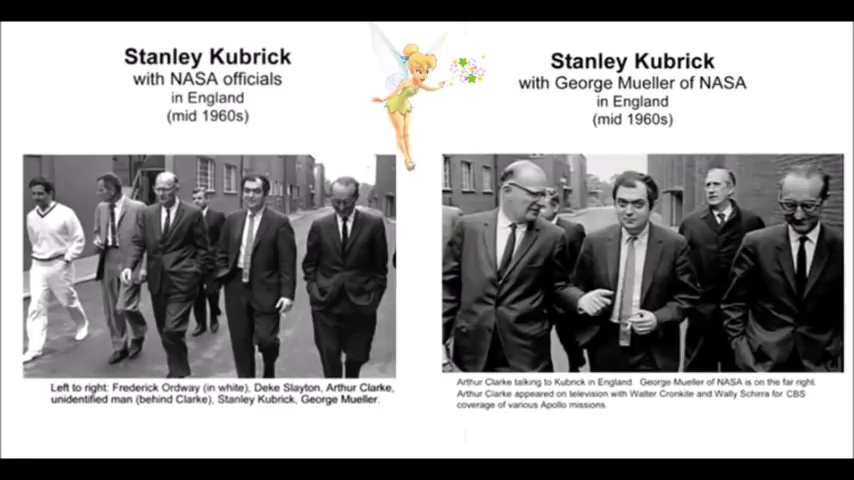 Stanley Kubrick
with NASA officials
in England
(mid 1960s)
Left to right: Frederick Ordway (in white), Deke Slayton, Arthur Clarke,
unidentified man (behind Clarke), Stanley Kubrick, George Mueller.
Stanley Kubrick
with George Mueller of NASA
in England
(mid 1960s)
Arthur Clarke talking to Kubrick in England. George Mueller of NASA is on the far right.
Arthur Clarke appeared on television with Walter Cronkite and Wally Schirra for CBS
coverage of various Apollo missions